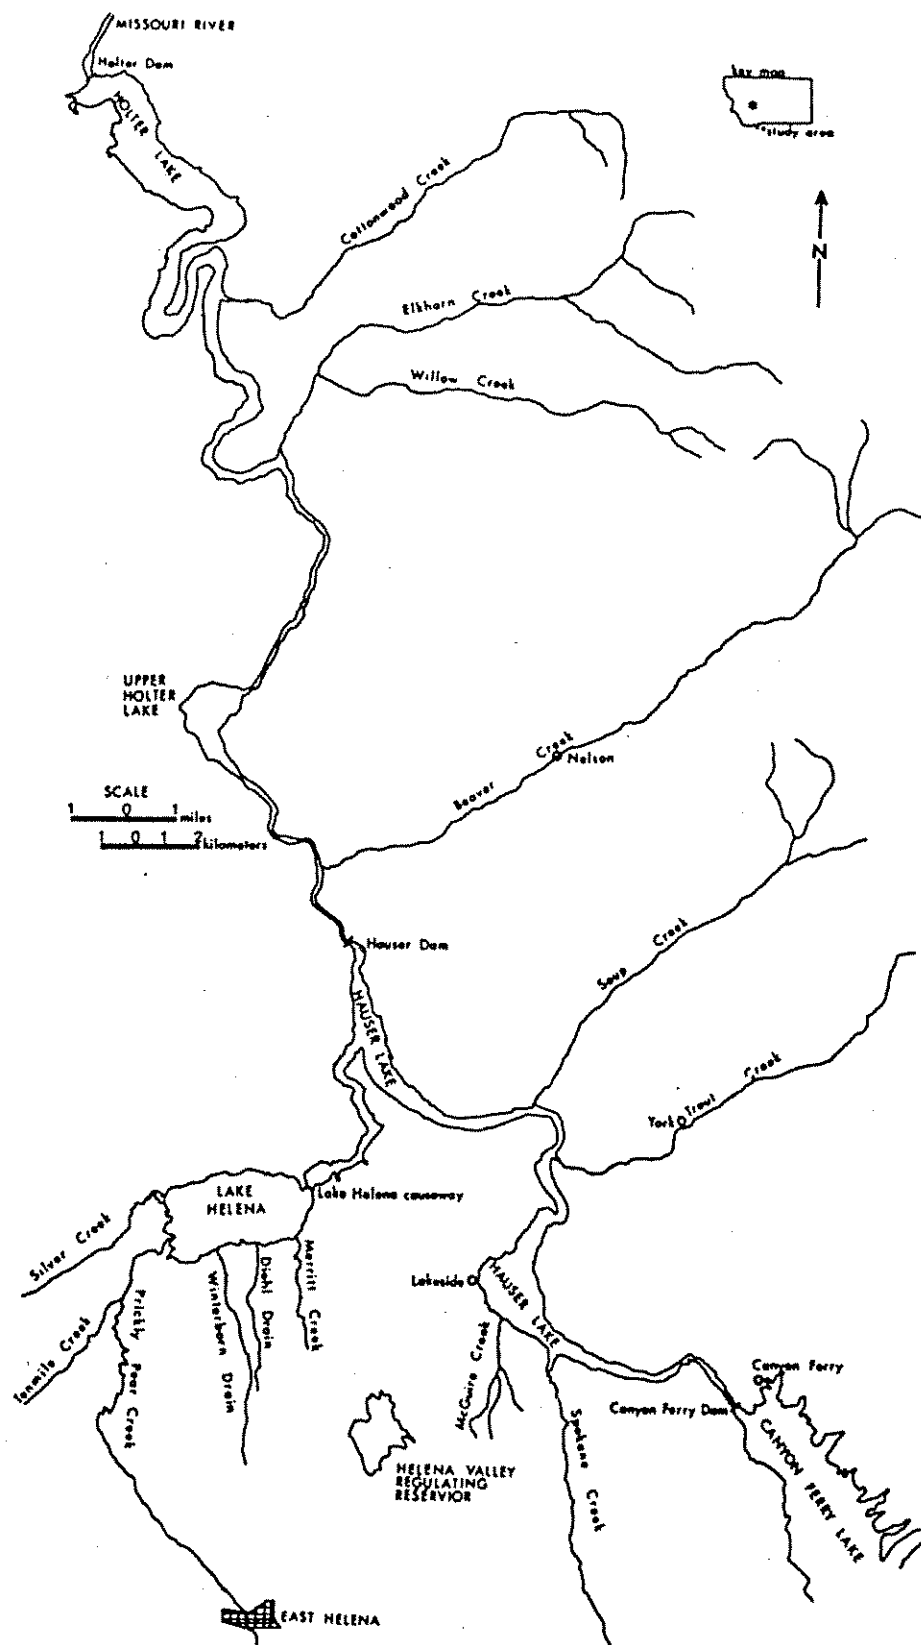 MISSOURI RIVER
Holter Dam
key map
*
*study area
HOLTER LAKE
Cottonwood Creek
N
Elkhorn Creek
Willow Creek
UPPER
HOLTER
LAKE
Beaver Creek
Nelson
SCALE
1 0 1 miles
1 0 1 2 kilometers
Hauser Dam
Soup Creek
HAUSER LAKE
Trout Creek
York
Lake Helena causeway
LAKE
HELENA
Silver Creek
Merritt Creek
Diehl Drain
Winterborn Drain
Lakeside
HAUSER LAKE
Prickly Pear Creek
Tenmile Creek
McGuire Creek
Canyon Ferry
Canyon Ferry Dam
CANYON FERRY LAKE
Spokane Creek
HELENA VALLEY
REGULATING
RESERVIOR
EAST HELENA